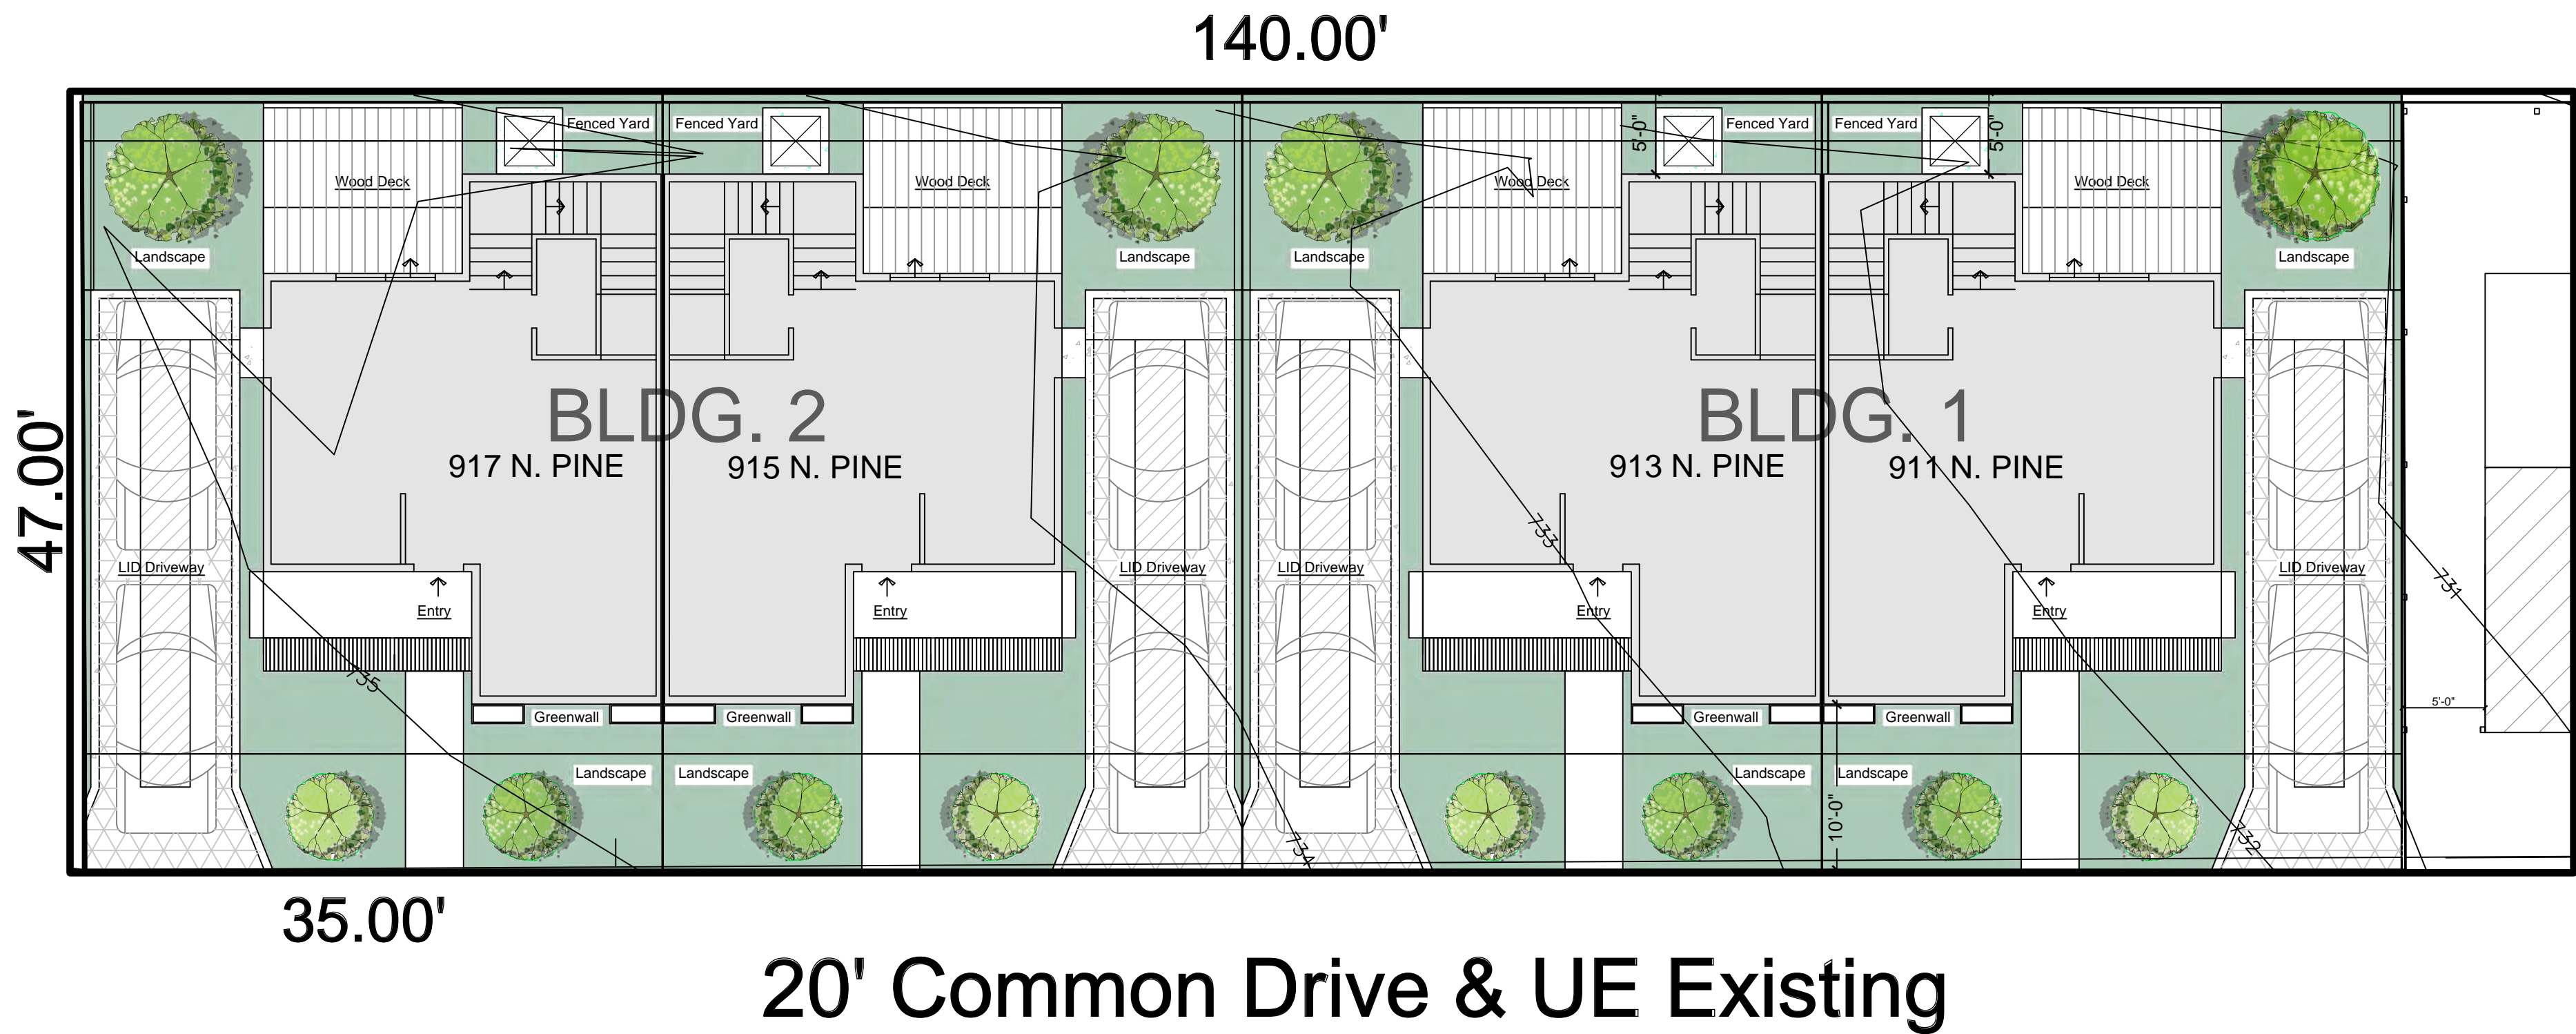 140.00'
Fenced Yard
Fenced Yard
5'-0"
Fenced Yard
Fenced Yard
5'-0"
Wood Deck
Wood Deck
Wood Deck
Wood Deck
Landscape
Landscape
Landscape
Landscape
47.00'
BLDG. 2
BLDG. 1
917 N. PINE
915 N. PINE
913 N. PINE
911 N. PINE
733
731
LID Driveway
LID Driveway
LID Driveway
LID Driveway
Entry
Entry
Entry
Entry
735
5'-0"
Greenwall
Greenwall
Greenwall
Greenwall
Landscape
Landscape
Landscape
Landscape
10'-0"
734
732
35.00'
20' Common Drive & UE Existing